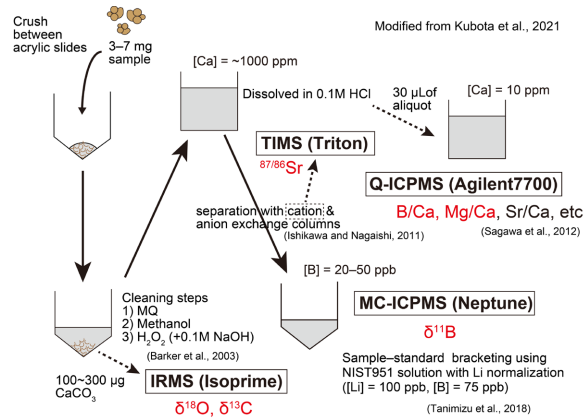 Crush
between
acrylic slides
3–7 mg
sample
Modified from Kubota et al., 2021
[Ca] = ~1000 ppm
Dissolved in 0.1M HCl
30 µLof
aliquot
[Ca] = 10 ppm
TIMS (Triton)
87/86Sr
Q-ICPMS (Agilent7700)
B/Ca, Mg/Ca, Sr/Ca, etc
(Sagawa et al., 2012)
separation with cation &
anion exchange columns
(Ishikawa and Nagaishi, 2011)
[B] = 20–50 ppb
Cleaning steps
1) MQ
2) Methanol
3) H2O2 (+0.1M NaOH)
(Barker et al., 2003)
100~300 µg
CaCO3
IRMS (Isoprime)
δ18O, δ13C
MC-ICPMS (Neptune)
δ11B
Sample–standard bracketing using
NIST951 solution with Li normalization
([Li] = 100 ppb, [B] = 75 ppb)
(Tanimizu et al., 2018)